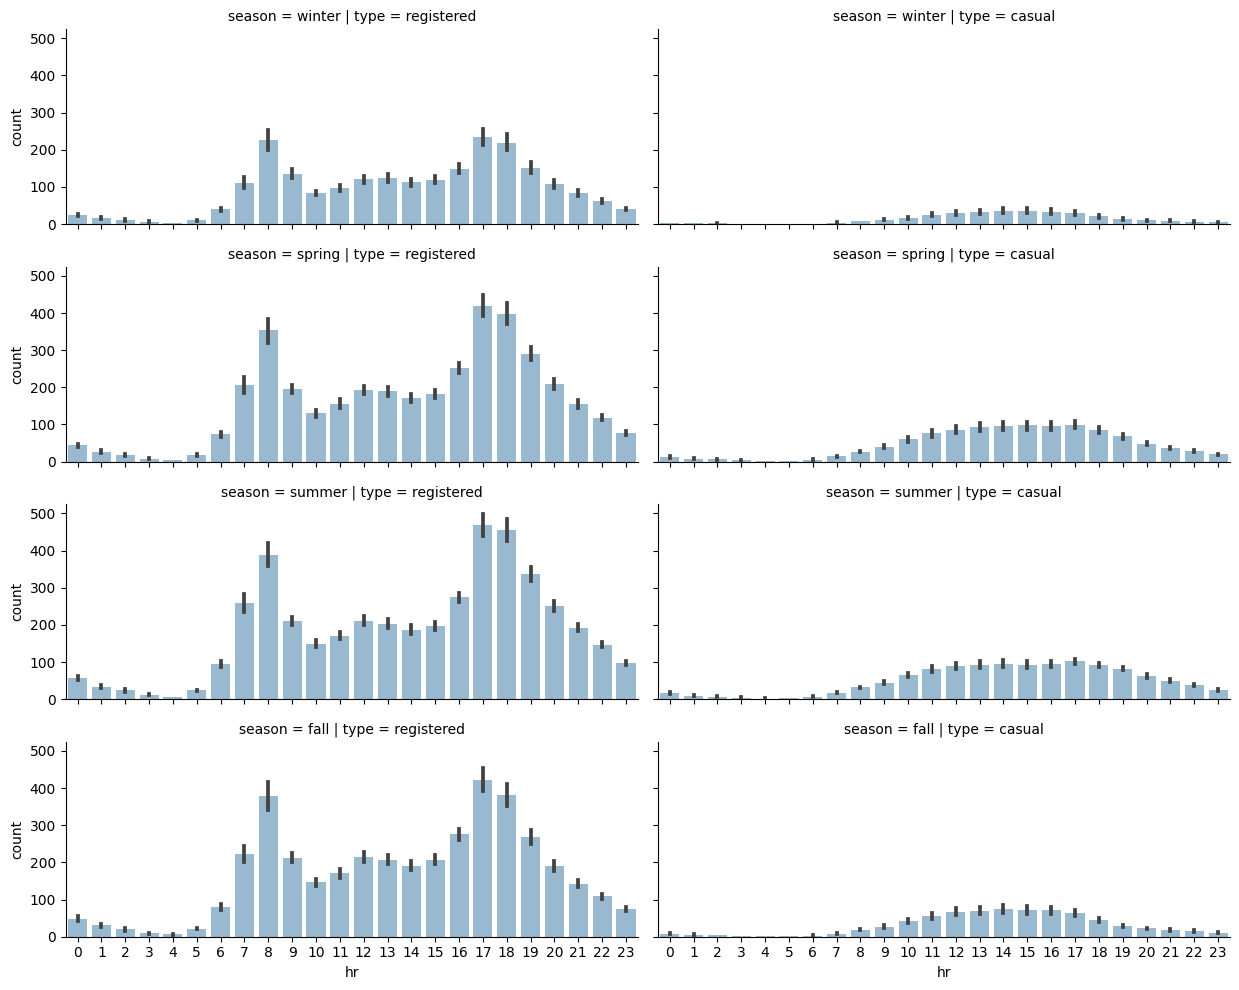 season = winter | type = registered
season = winter | type = casual
500
400
300
200
100
0
count
season = spring | type = registered
season = spring | type = casual
500
400
300
200
100
0
count
season = summer | type = registered
season = summer | type = casual
500
400
300
200
100
0
count
season = fall | type = registered
season = fall | type = casual
500
400
300
200
100
0
count
0 1 2 3 4 5 6 7 8 9 10 11 12 13 14 15 16 17 18 19 20 21 22 23
hr
0 1 2 3 4 5 6 7 8 9 10 11 12 13 14 15 16 17 18 19 20 21 22 23
hr